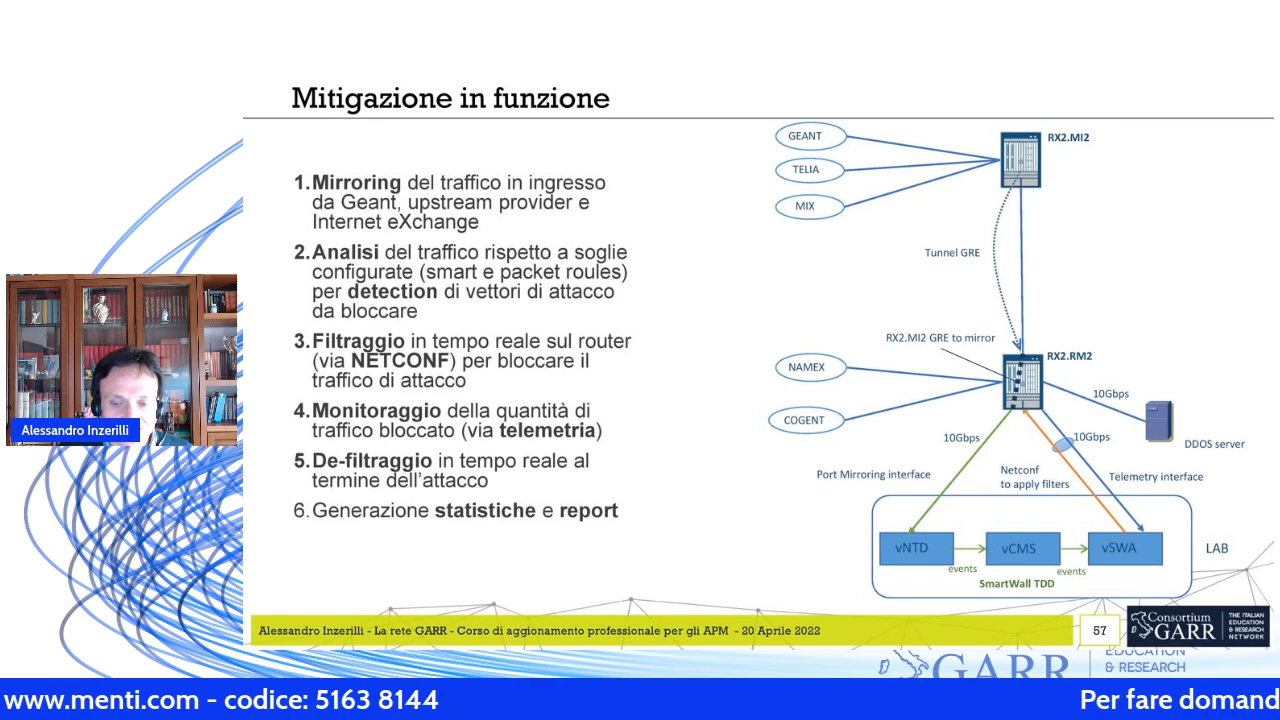 Mitigazione in funzione
1. Mirroring del traffico in ingresso
da Geant, upstream provider e
Internet eXchange
2. Analisi del traffico rispetto a soglie
configurate (smart e packet roules)
per detection di vettori di attacco
da bloccare
3. Filtraggio in tempo reale sul router
(via NETCONF) per bloccare il
traffico di attacco
4. Monitoraggio della quantità di
traffico bloccato (via telemetria)
5. De-filtraggio in tempo reale al
termine dell'attacco
6. Generazione statistiche e report
GEANT
TELIA
MIX
RX2.MI2
Tunnel GRE
RX2.MI2 GRE to mirror
RX2.RM2
NAMEX
COGENT
10Gbps
DDOS server
10Gbps
10Gbps
Port Mirroring interface
Netconf
to apply filters
Telemetry interface
vNTD
vCMS
vSWA
events
events
SmartWall TDD
LAB
Alessandro Inzerilli
Alessandro Inzerilli - La rete GARR - Corso di aggionamento professionale per gli APM - 20 Aprile 2022
57
Consortium
GARR
THE ITALIAN
EDUCATION
& RESEARCH
NETWORK
GARR
EDUCATION
& RESEARCH
www.menti.com - codice: 5163 8144
Per fare domand